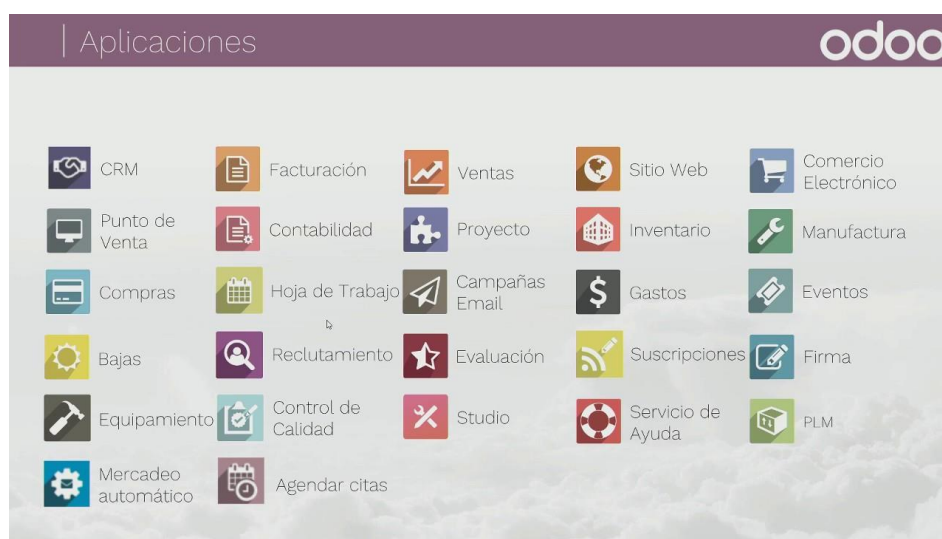 Aplicaciones
odoo
CRM
Facturación
Ventas
Sitio Web
Comercio
Electrónico
Punto de
Venta
Contabilidad
Proyecto
Inventario
Manufactura
Compras
Hoja de Trabajo
Campañas
Email
Gastos
Eventos
Bajas
Reclutamiento
Evaluación
Suscripciones
Firma
Equipamiento
Control de
Calidad
Studio
Servicio de
Ayuda
PLM
Mercadeo
automático
Agendar citas